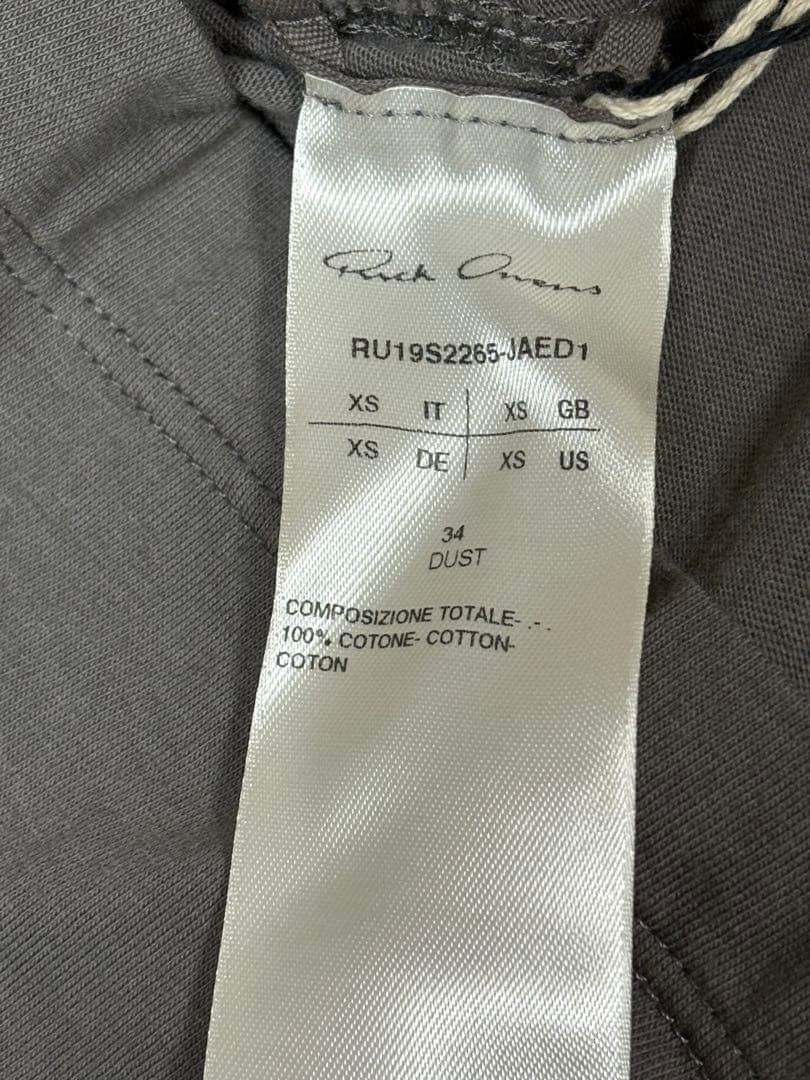 Rick Owens
RU19S2265-JAED1
XS IT XS GB
XS DE XS US
34
DUST
COMPOSIZIONE TOTALE- .-.
100% COTONE- COTTON-
COTON